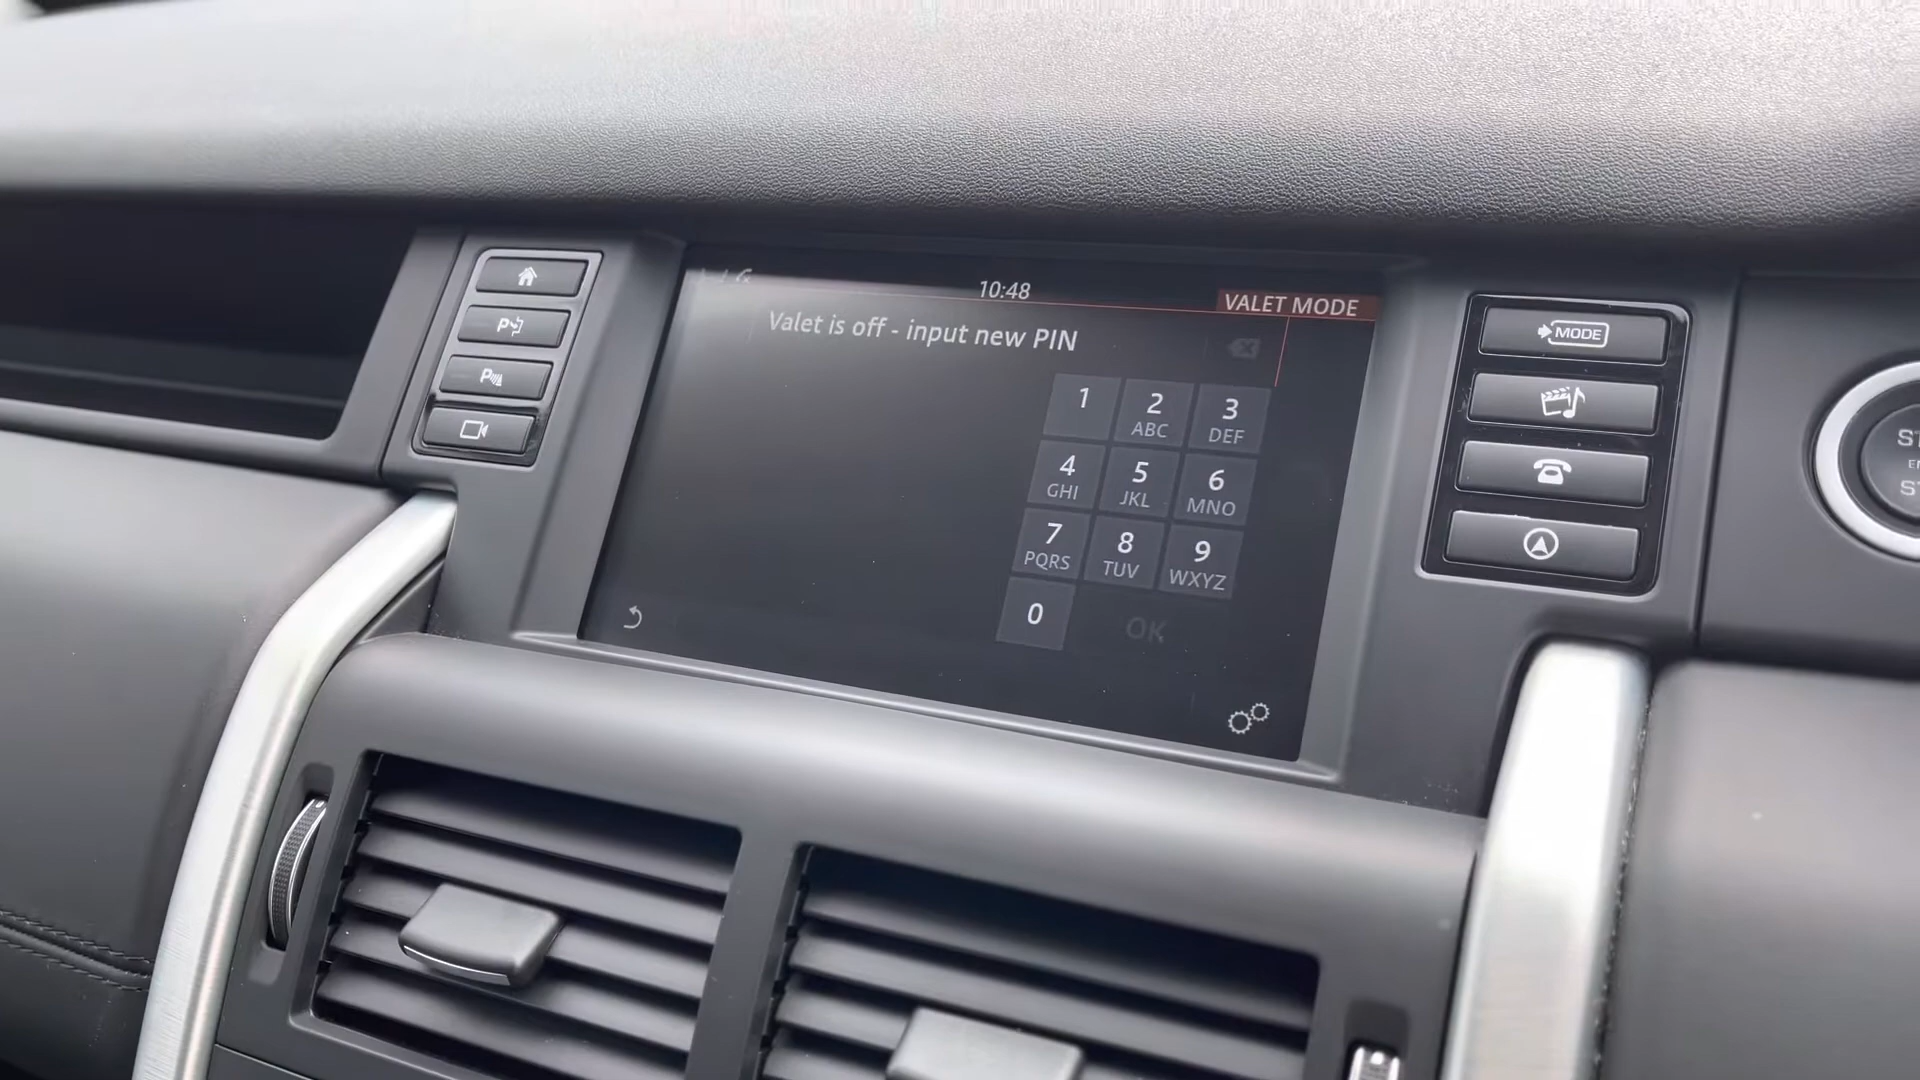 10:48
VALET MODE
Valet is off - input new PIN
1
2
ABC
3
DEF
4
GHI
5
JKL
6
MNO
7
PQRS
8
TUV
9
WXYZ
0
OK
P
P
MODE